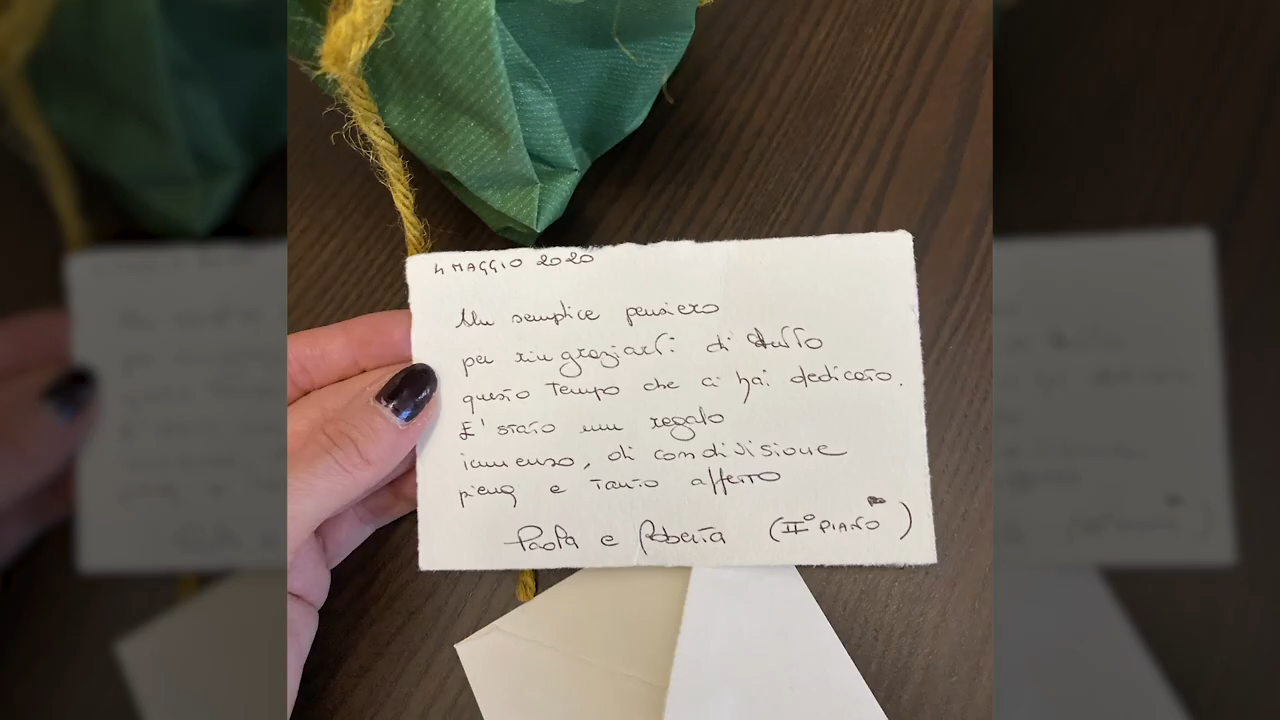 4 MAGGIO 2020
Un semplice pensiero
per ringraziarti di tutto
questo tempo che ci hai dedicato.
E' stato un regalo
immenso, di condivisione
piena e tanto affetto
Paola e Roberta (II° PIANO)